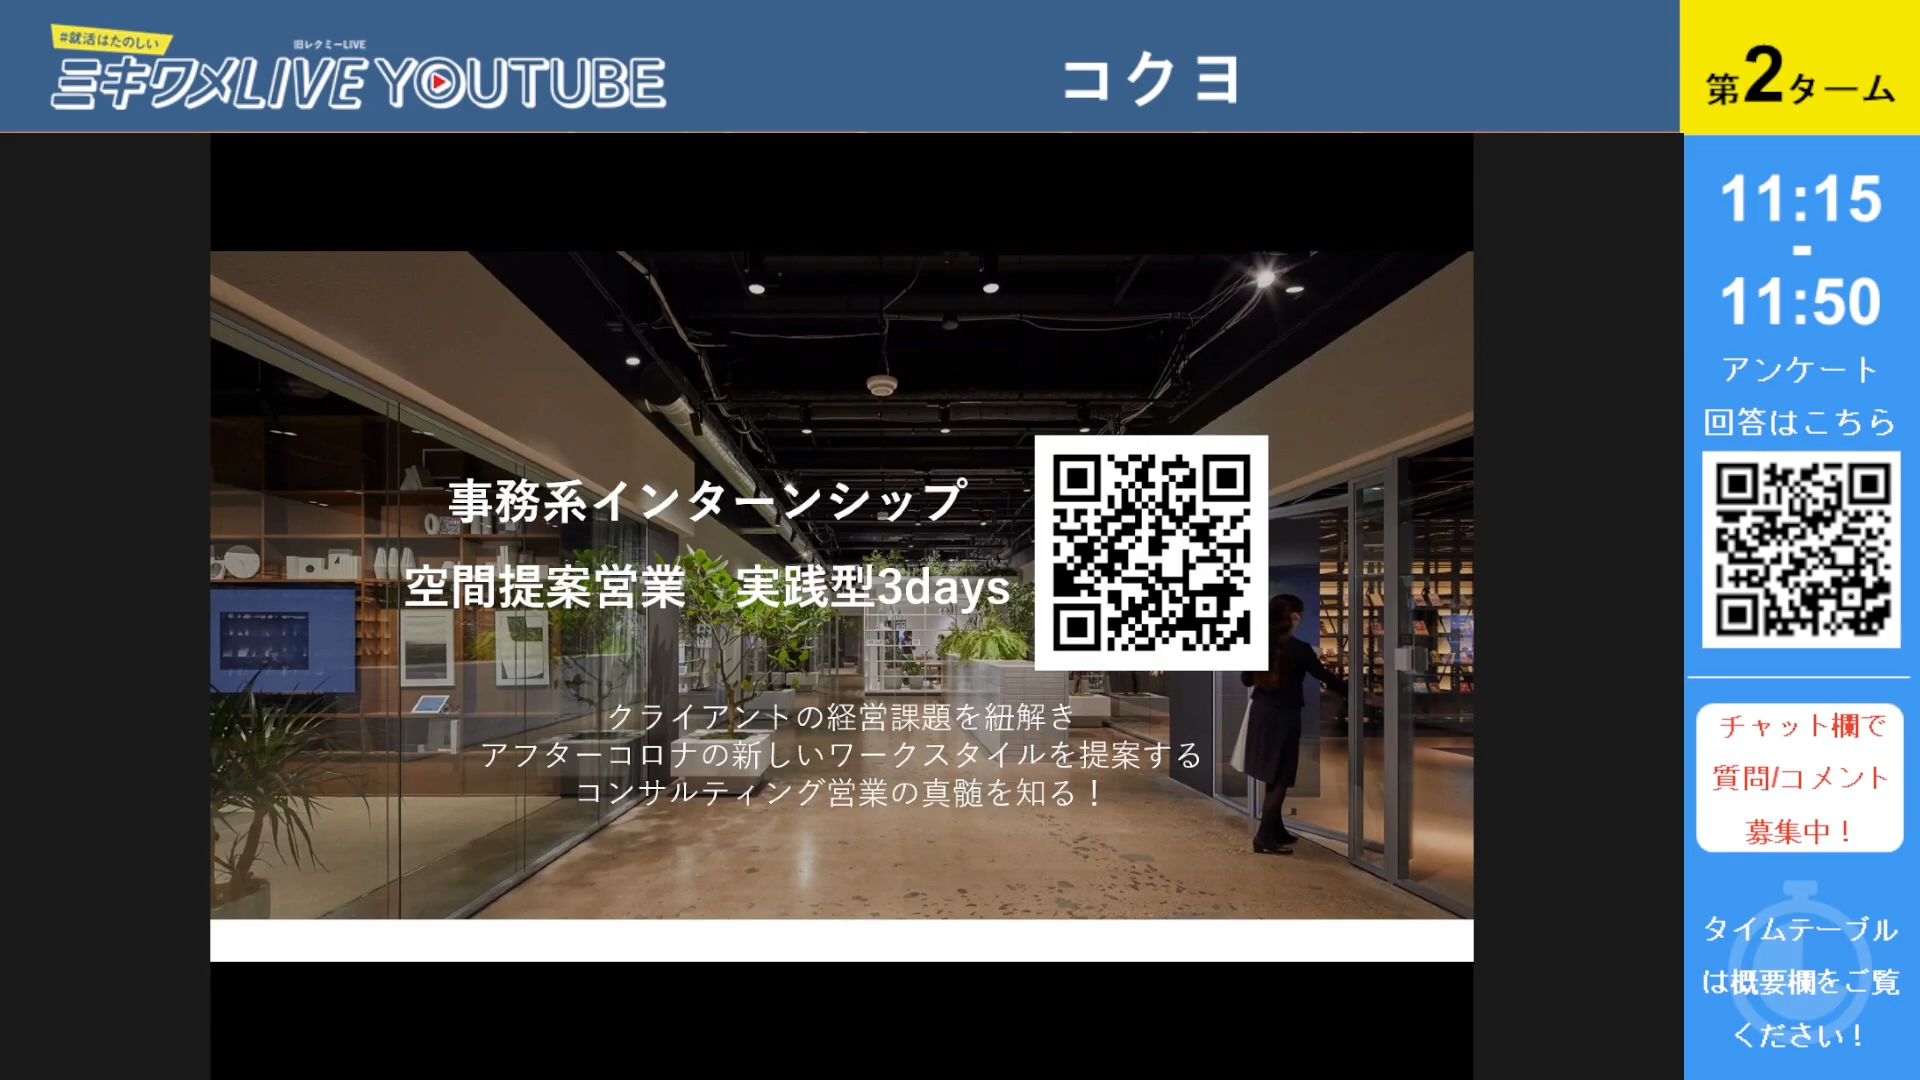 #就活はたのしい
旧レクミーLIVE
ミキワメLIVE YOUTUBE
コクヨ
第2ターム
11:15
-
11:50
アンケート
回答はこちら
事務系インターンシップ
空間提案営業　実践型3days
クライアントの経営課題を紐解き
アフターコロナの新しいワークスタイルを提案する
コンサルティング営業の真髄を知る！
チャット欄で
質問/コメント
募集中！
タイムテーブル
は概要欄をご覧
ください！